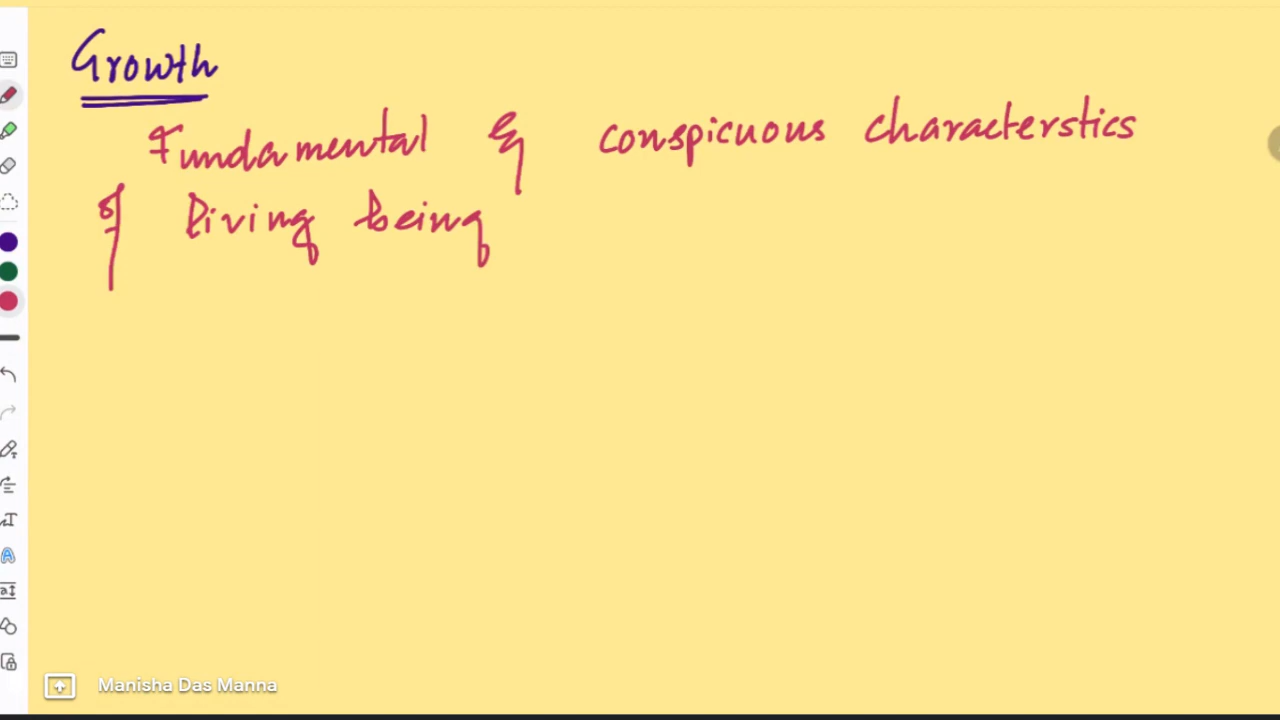 Growth
Fundamental & conspicuous characterstics
of Living being
Manisha Das Manna